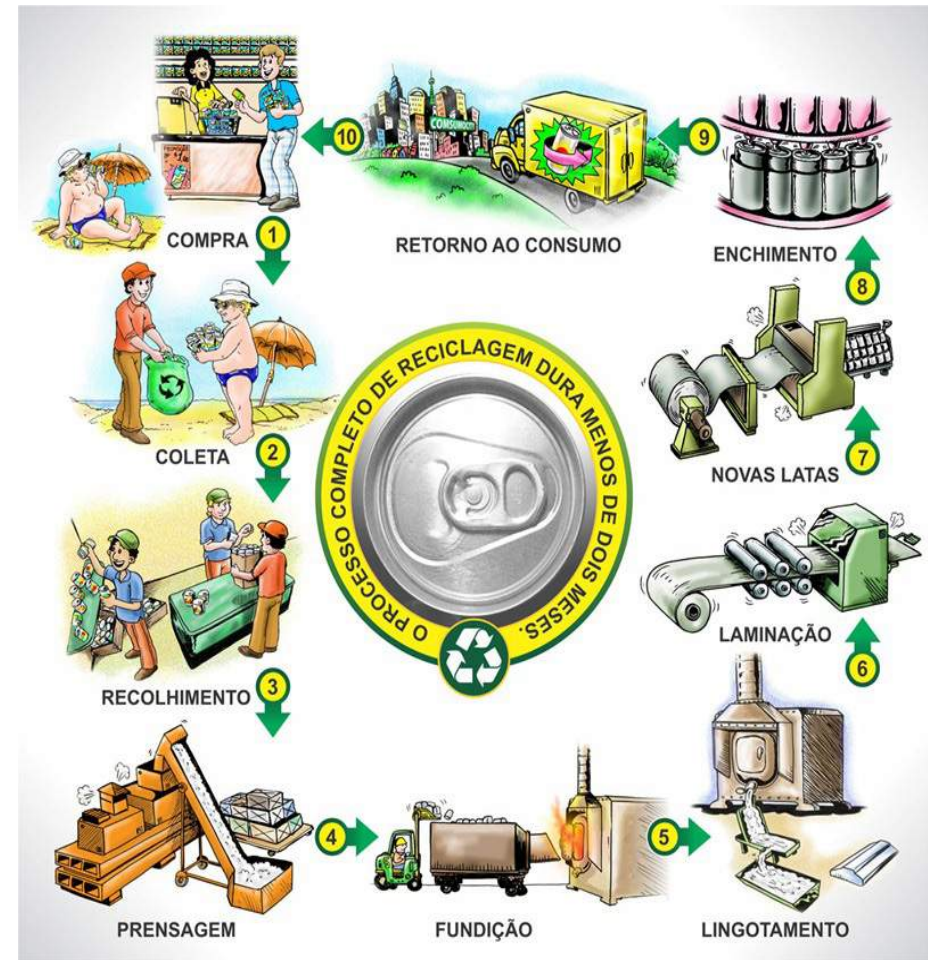 COMPRA
1
COLETA
2
RECOLHIMENTO
3
PRENSAGEM
4
FUNDIÇÃO
5
LINGOTAMENTO
6
LAMINAÇÃO
7
NOVAS LATAS
8
ENCHIMENTO
9
COMSUMOCITY
RETORNO AO CONSUMO
10
O PROCESSO COMPLETO DE RECICLAGEM DURA MENOS DE DOIS MESES.